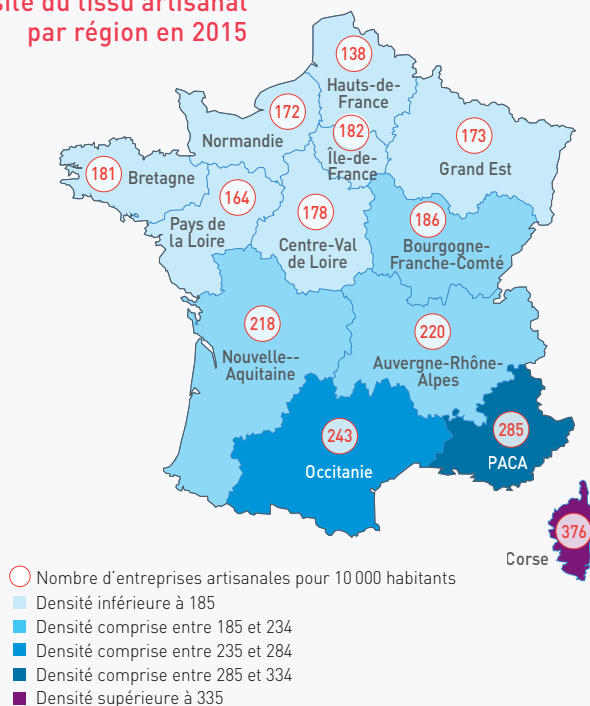 sité du tissu artisanal
par région en 2015
138
Hauts-de-
France
172
Normandie
182
Île-de-
France
173
Grand Est
181
Bretagne
164
Pays de
la Loire
178
Centre-Val
de Loire
186
Bourgogne-
Franche-Comté
218
Nouvelle--
Aquitaine
220
Auvergne-Rhône-
Alpes
243
Occitanie
285
PACA
376
Corse
Nombre d'entreprises artisanales pour 10 000 habitants
Densité inférieure à 185
Densité comprise entre 185 et 234
Densité comprise entre 235 et 284
Densité comprise entre 285 et 334
Densité supérieure à 335